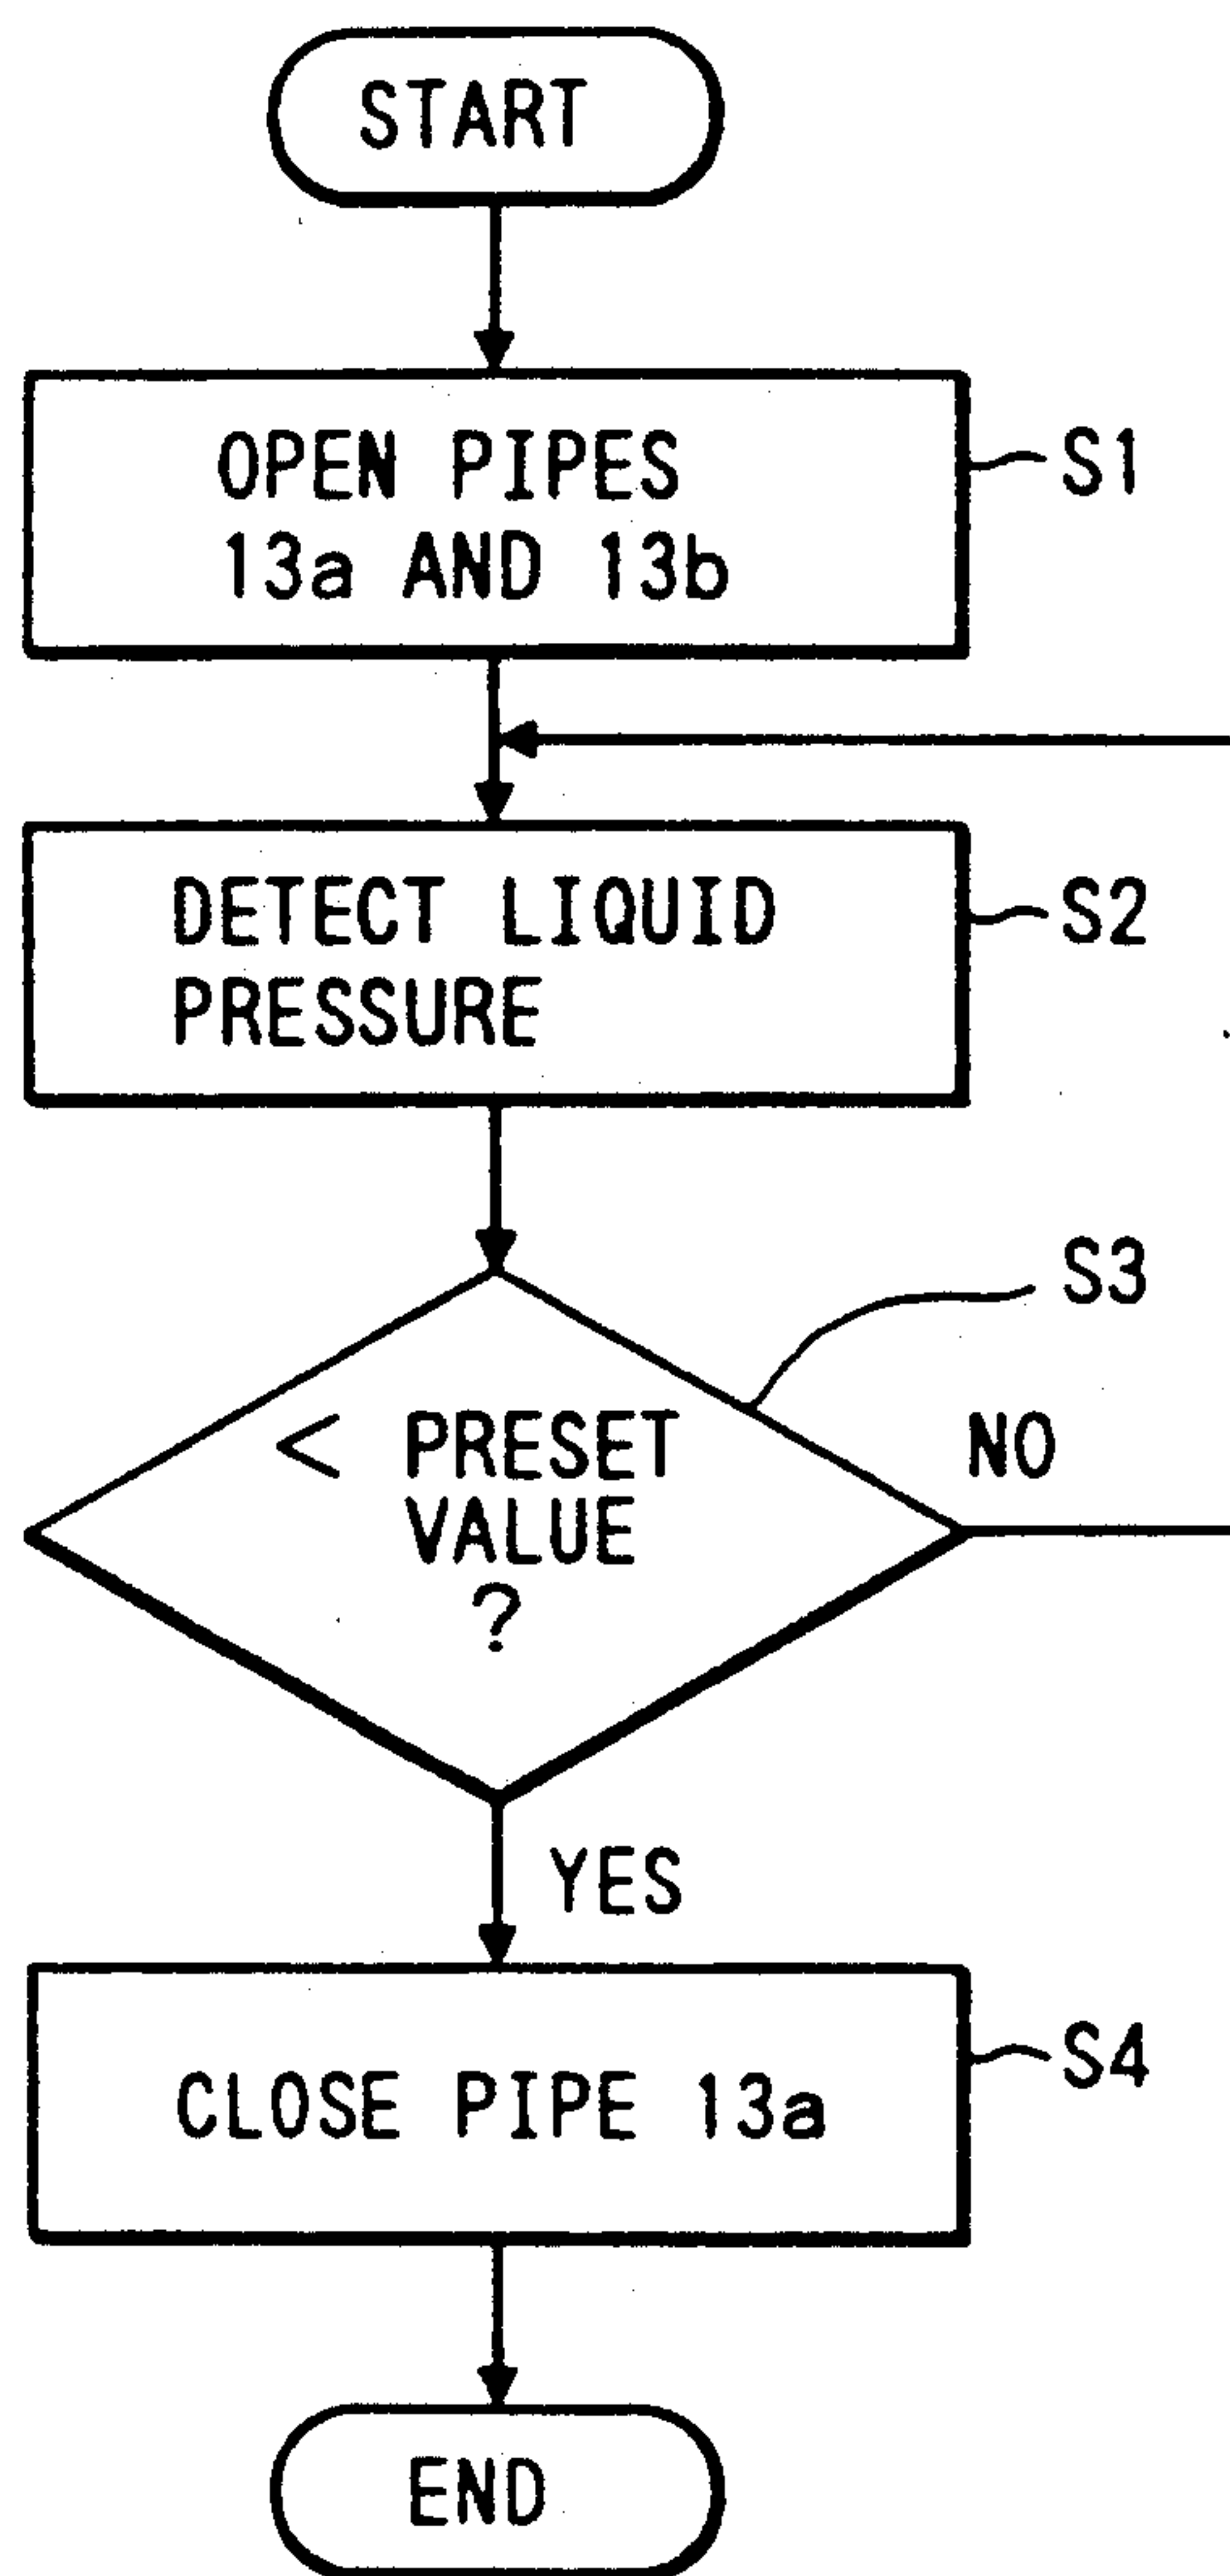 START
OPEN PIPES
13a AND 13b
S1
DETECT LIQUID
PRESSURE
S2
S3
< PRESET
VALUE
?
NO
YES
CLOSE PIPE 13a
S4
END